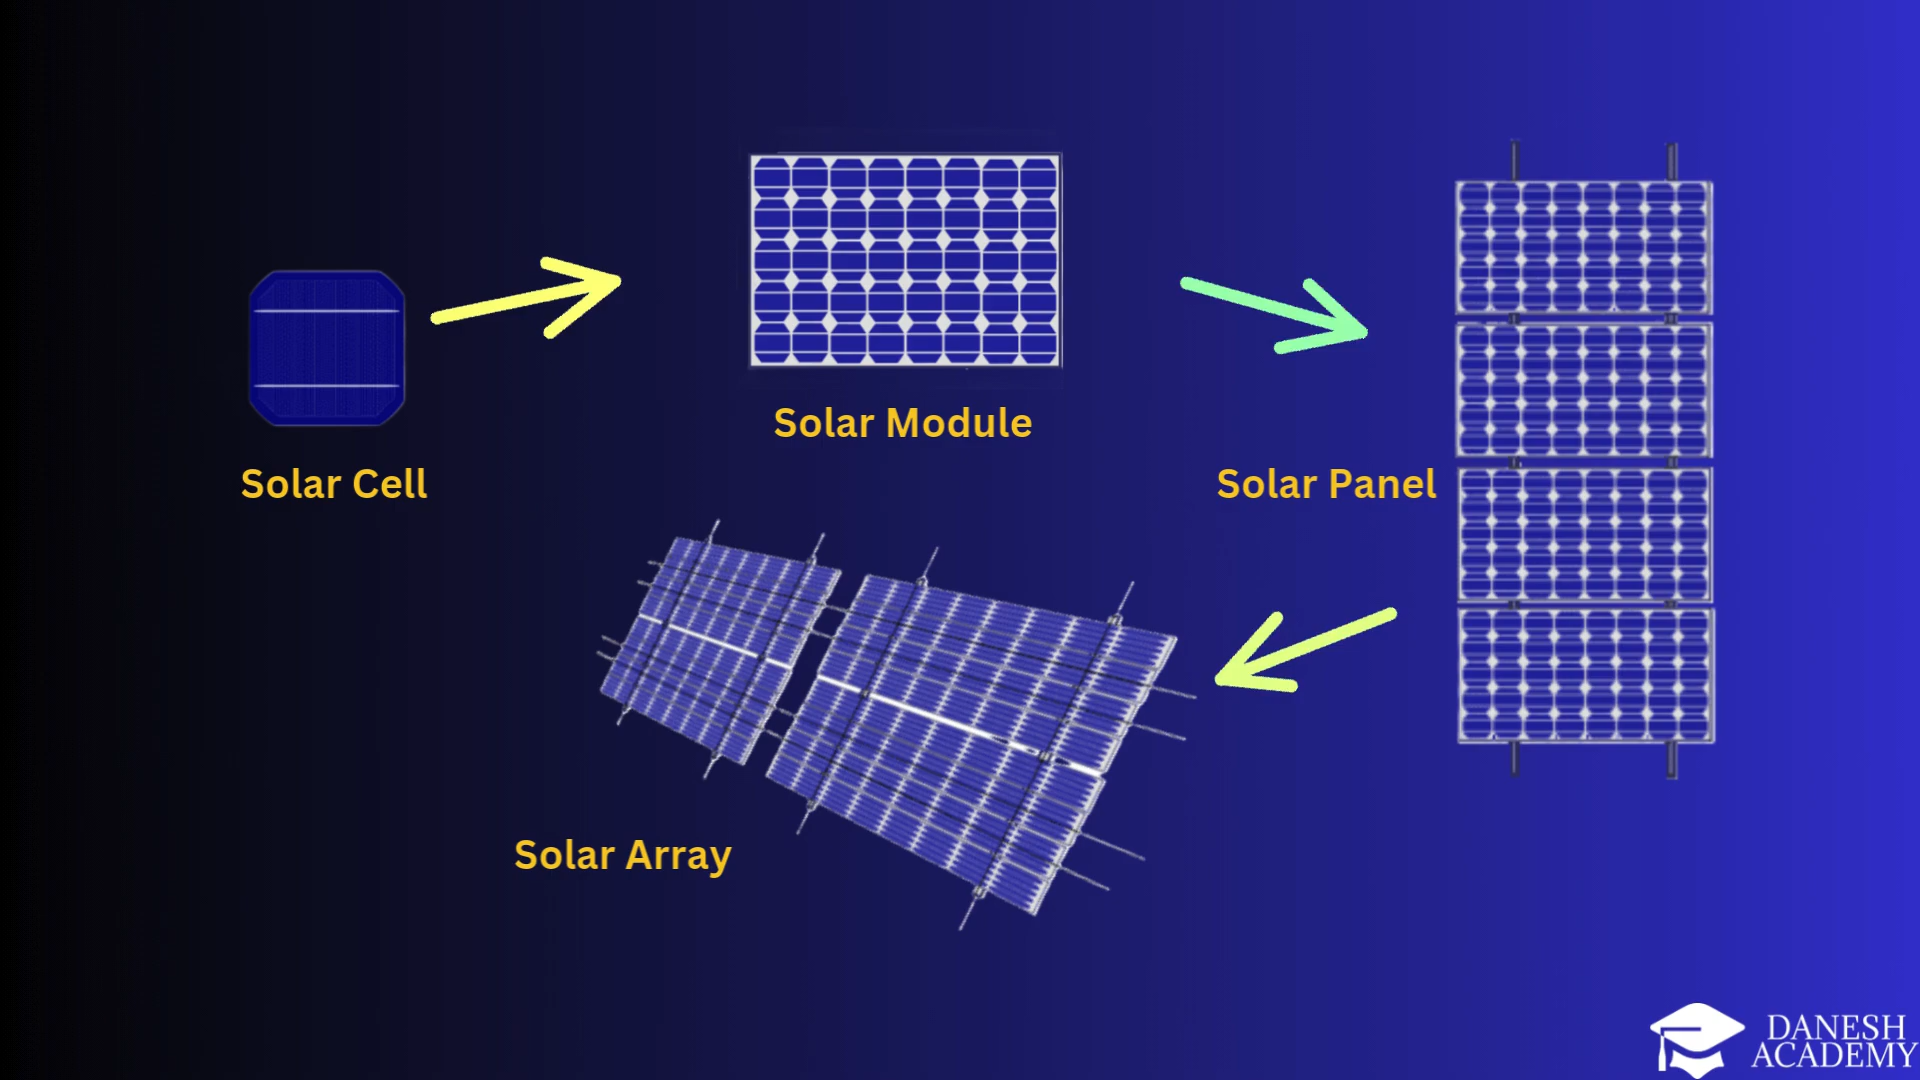 Solar Cell
Solar Module
Solar Panel
Solar Array
DANESH
ACADEMY